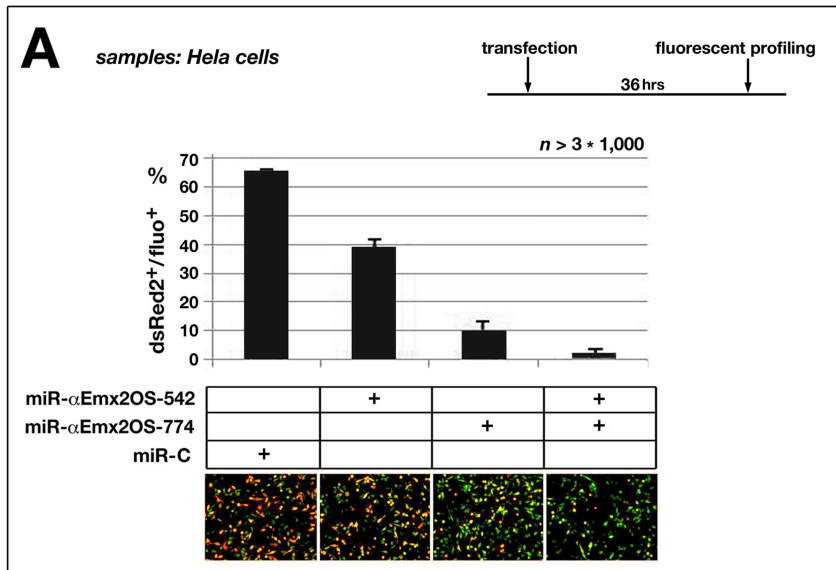 A samples: Hela cells
transfection fluorescent profiling
36 hrs
n > 3 * 1,000
%
dsRed2+/fluo+
70
60
50
40
30
20
10
0
miR-αEmx2OS-542 + +
miR-αEmx2OS-774 + +
miR-C +